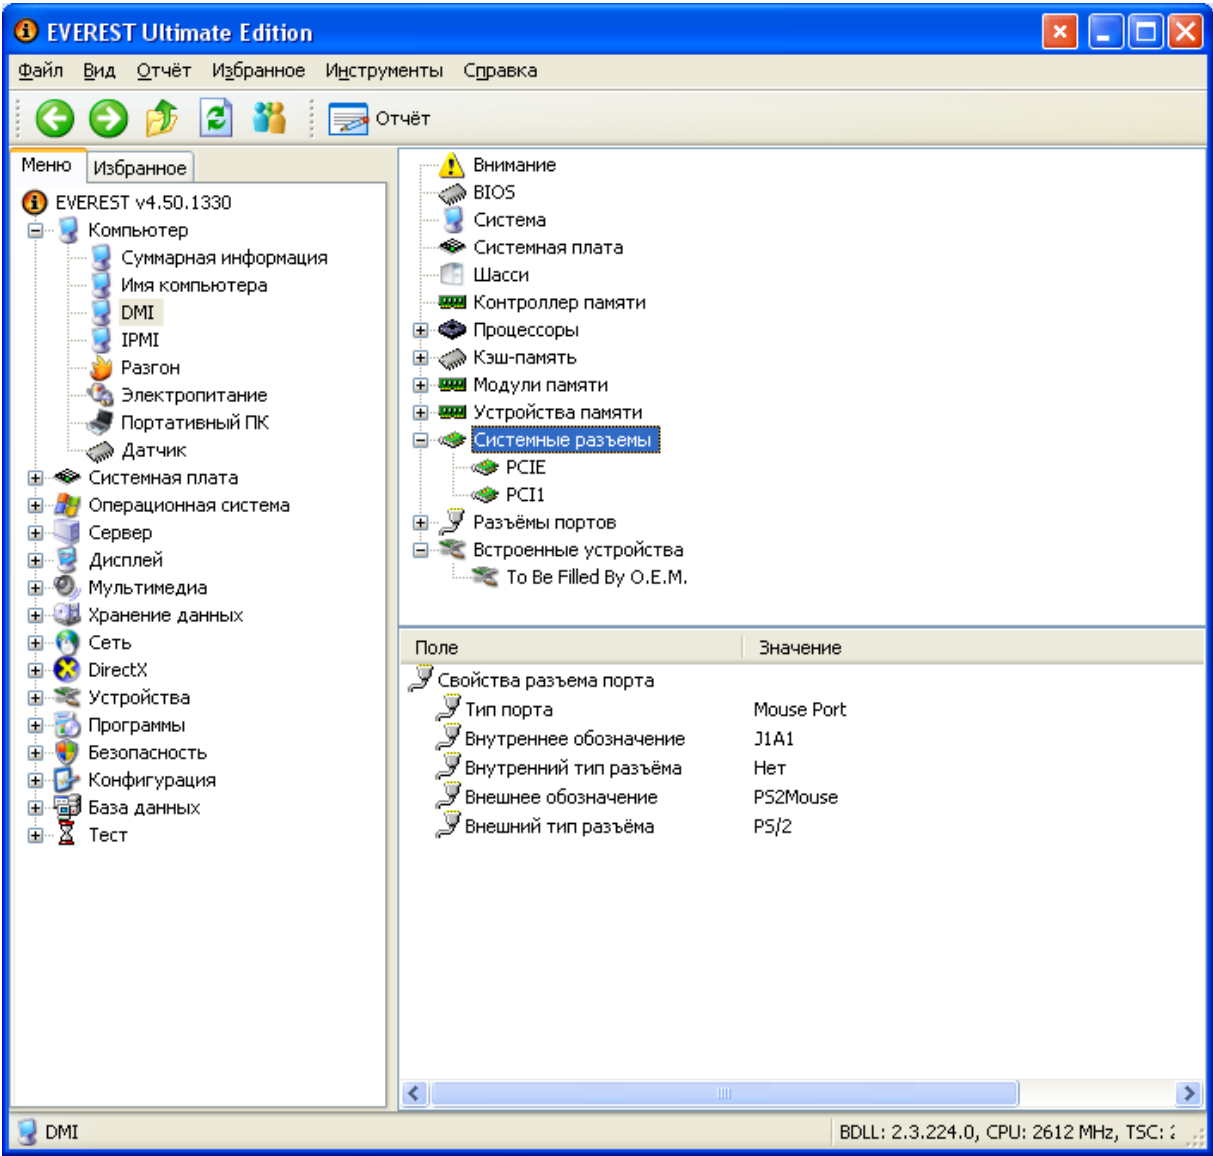 EVEREST Ultimate Edition
Файл Вид Отчёт Избранное Инструменты Справка
Отчёт
Меню Избранное
EVEREST v4.50.1330
Компьютер
Суммарная информация
Имя компьютера
DMI
IPMI
Разгон
Электропитание
Портативный ПК
Датчик
Системная плата
Операционная система
Сервер
Дисплей
Мультимедиа
Хранение данных
Сеть
DirectX
Устройства
Программы
Безопасность
Конфигурация
База данных
Тест
Внимание
BIOS
Система
Системная плата
Шасси
Контроллер памяти
Процессоры
Кэш-память
Модули памяти
Устройства памяти
Системные разъемы
PCIE
PCI1
Разъёмы портов
Встроенные устройства
To Be Filled By O.E.M.
Поле Значение
Свойства разъема порта
Тип порта Mouse Port
Внутреннее обозначение J1A1
Внутренний тип разъёма Нет
Внешнее обозначение PS2Mouse
Внешний тип разъёма PS/2
DMI BDLL: 2.3.224.0, CPU: 2612 MHz, TSC: